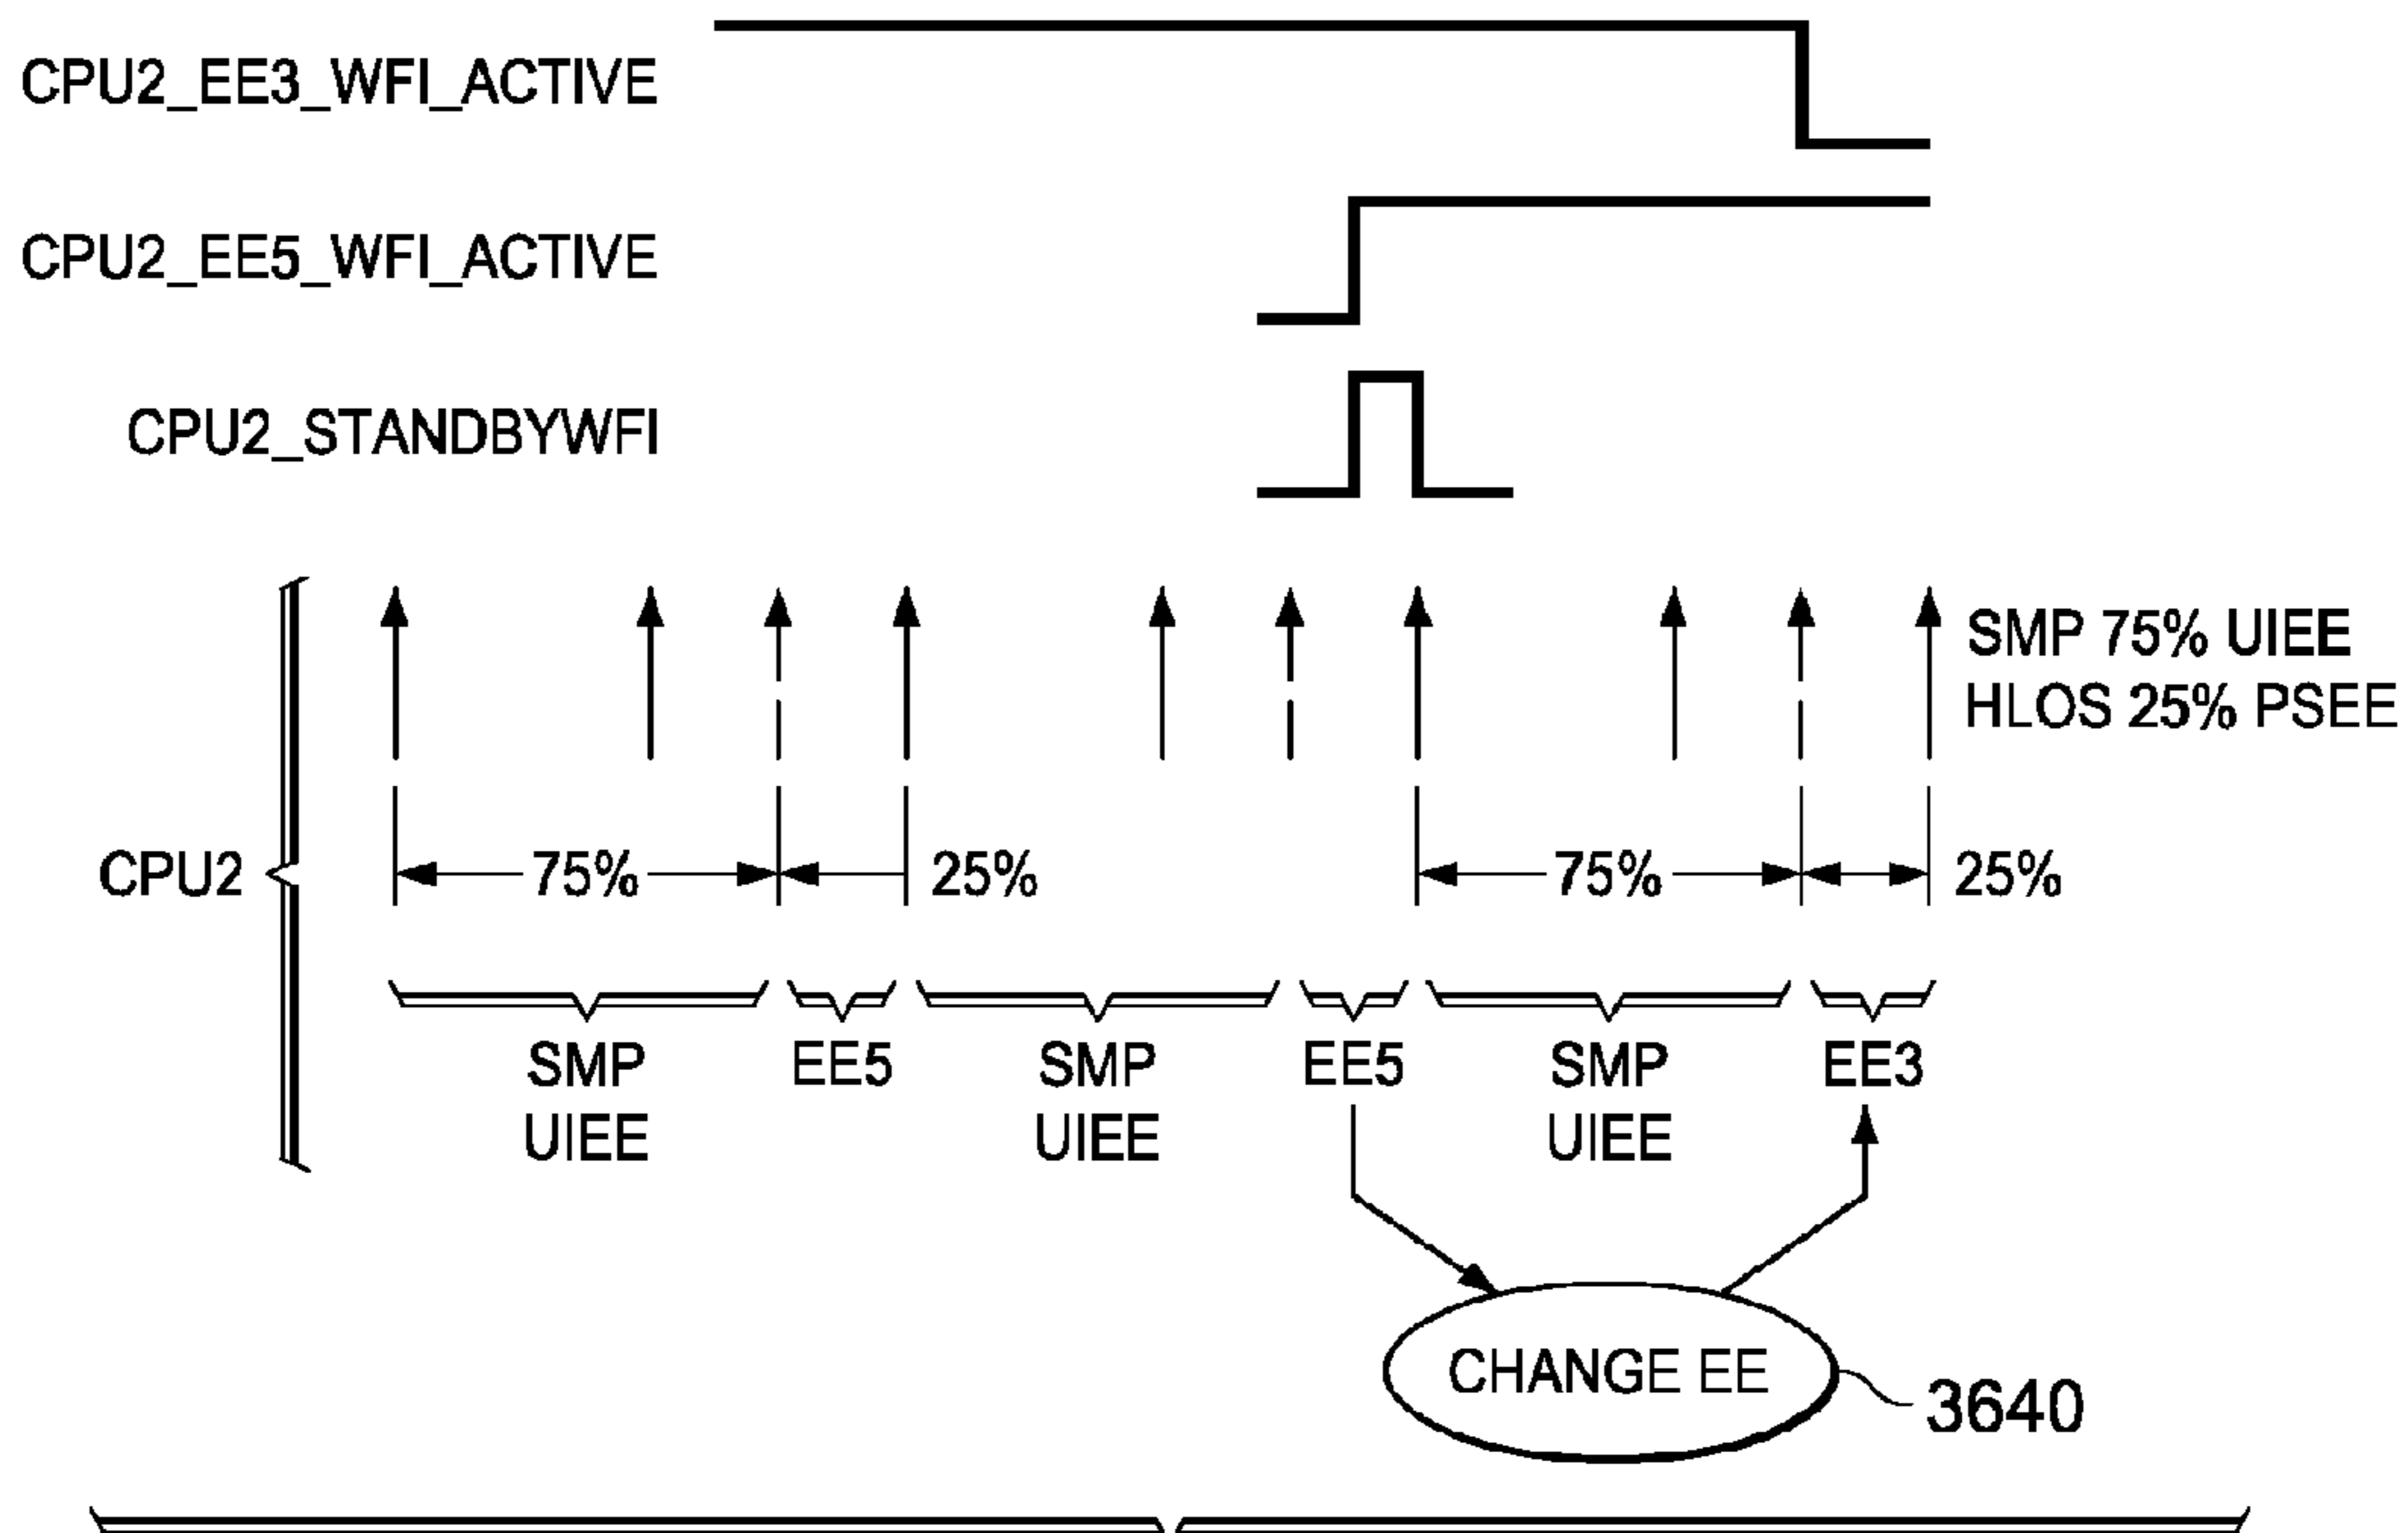 CPU2_EE3_WFI_ACTIVE
CPU2_EE5_WFI_ACTIVE
CPU2_STANDBYWFI
SMP 75% UIEE
HLOS 25% PSEE
CPU2
75%
25%
75%
25%
SMP
UIEE
EE5
SMP
UIEE
EE5
SMP
UIEE
EE3
CHANGE EE
3640